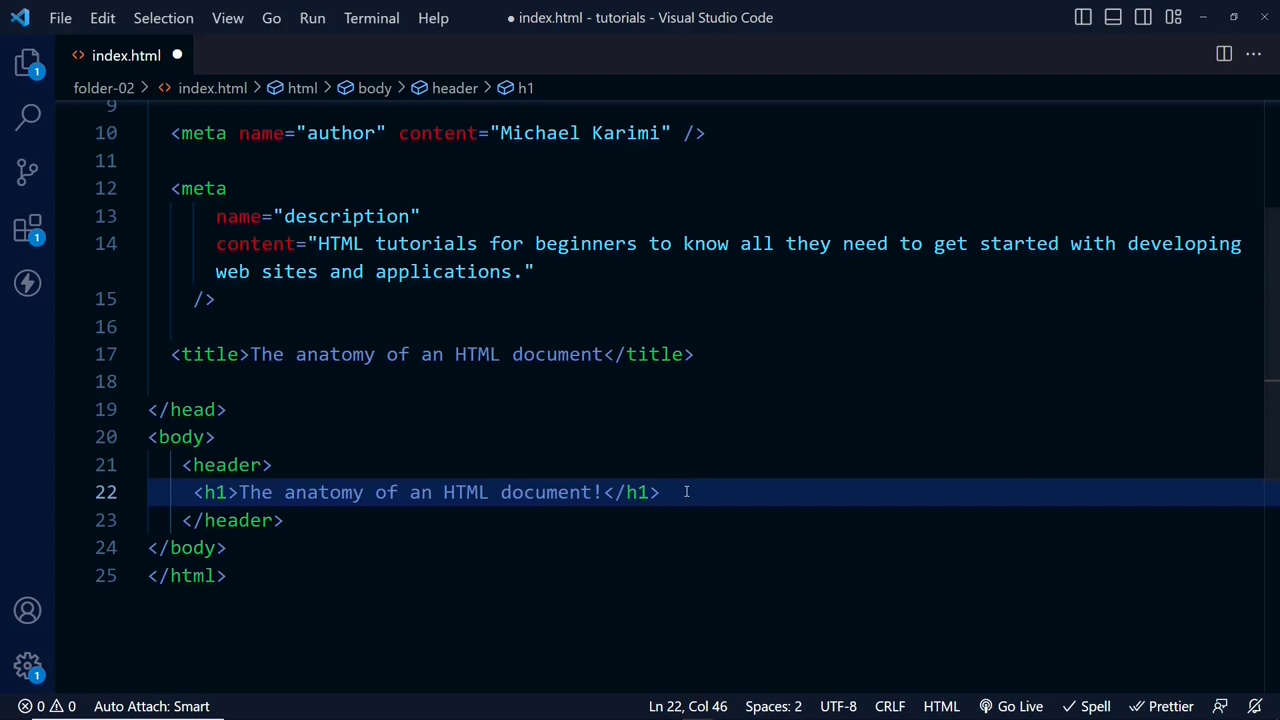 File Edit Selection View Go Run Terminal Help ● index.html - tutorials - Visual Studio Code
<> index.html
folder-02 > <> index.html > html > body > header > h1
9
10 <meta name="author" content="Michael Karimi" />
11
12 <meta
13 name="description"
14 content="HTML tutorials for beginners to know all they need to get started with developing
web sites and applications."
15 />
16
17 <title>The anatomy of an HTML document</title>
18
19 </head>
20 <body>
21 <header>
22 <h1>The anatomy of an HTML document!</h1>
23 </header>
24 </body>
25 </html>
1
1
1
0 0 Auto Attach: Smart Ln 22, Col 46 Spaces: 2 UTF-8 CRLF HTML Go Live Spell Prettier